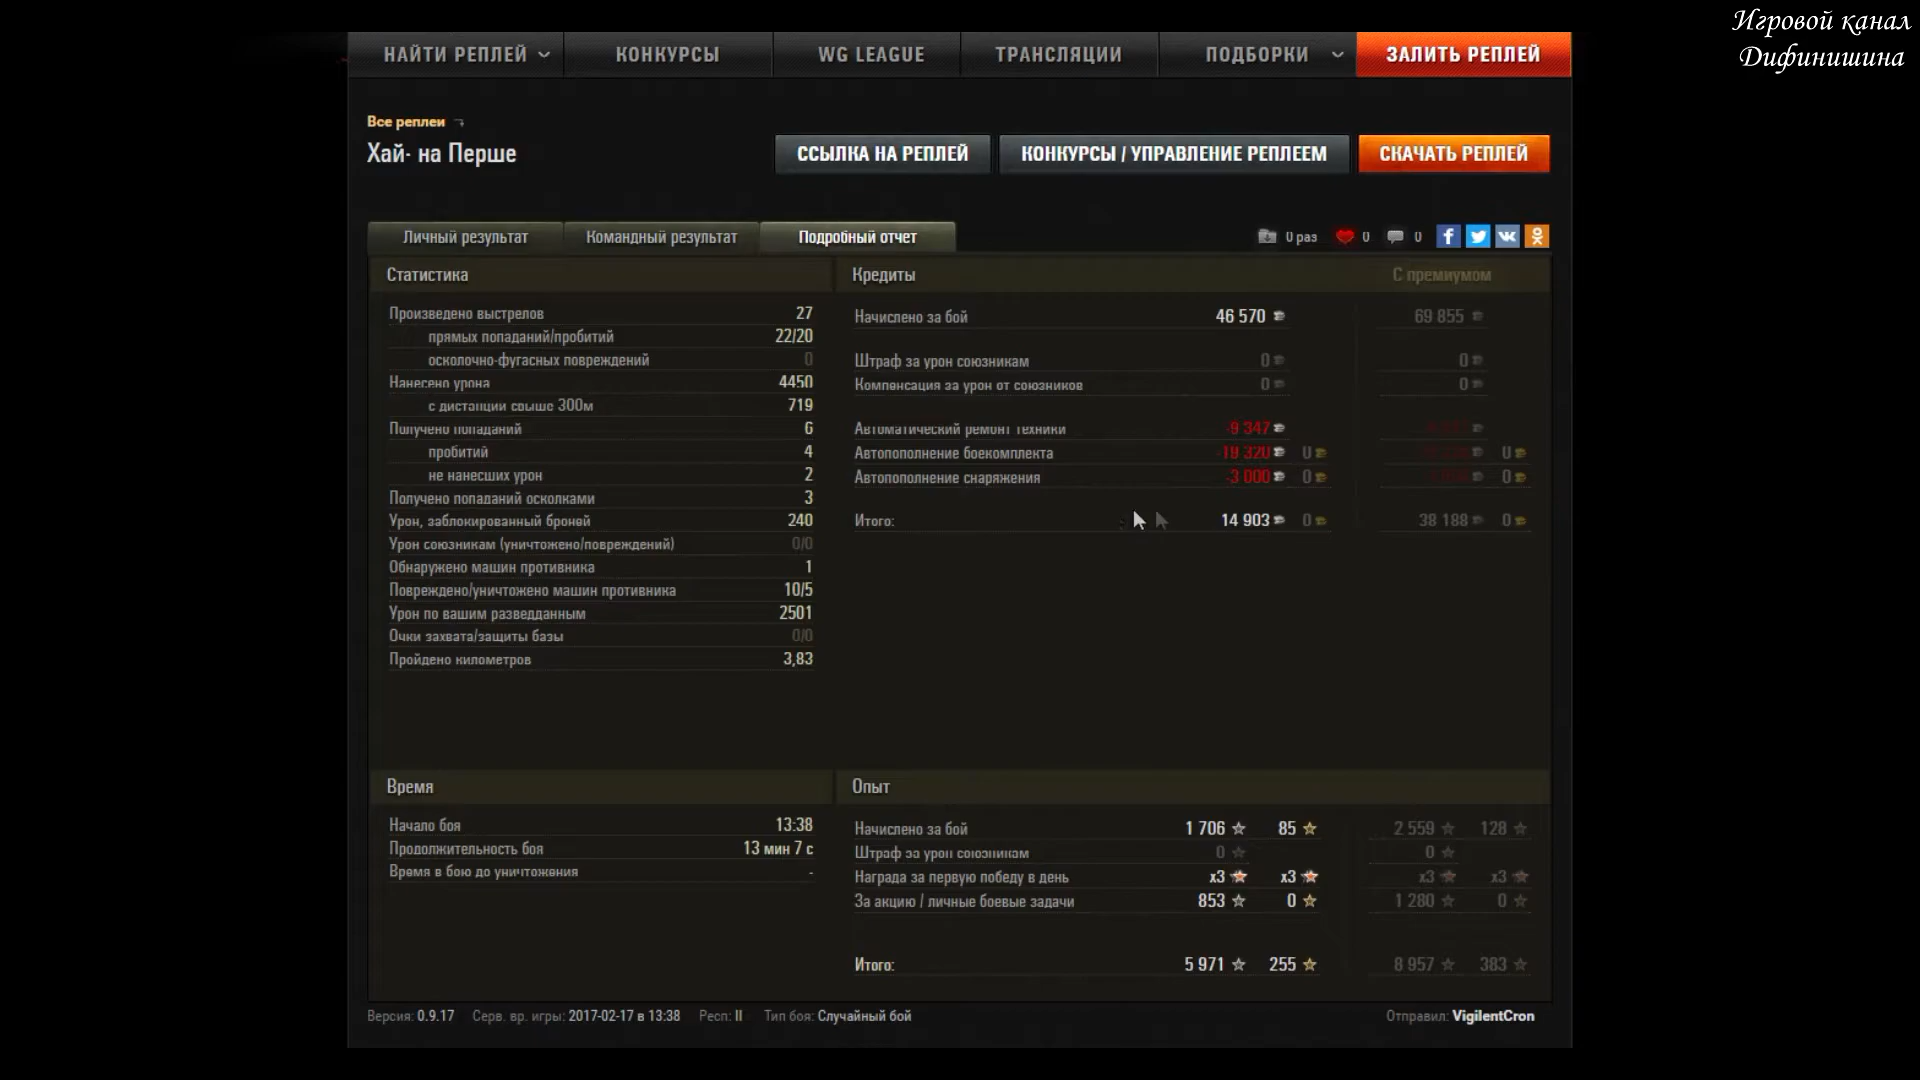 Игровой канал
Дифинишина
НАЙТИ РЕПЛЕЙ КОНКУРСЫ WG LEAGUE ТРАНСЛЯЦИИ ПОДБОРКИ ЗАЛИТЬ РЕПЛЕЙ
Все реплеи
Хай- на Перше
ССЫЛКА НА РЕПЛЕЙ КОНКУРСЫ / УПРАВЛЕНИЕ РЕПЛЕЕМ СКАЧАТЬ РЕПЛЕЙ
Личный результат Командный результат Подробный отчет 0 раз 0 0
Статистика
Произведено выстрелов 27
прямых попаданий/пробитий 22/20
осколочно-фугасных повреждений 0
Нанесено урона 4450
с дистанции свыше 300м 719
Получено попаданий 6
пробитий 4
не нанесших урон 2
Получено попаданий осколками 3
Урон, заблокированный броней 240
Урон союзникам (уничтожено/повреждений) 0/0
Обнаружено машин противника 1
Повреждено/уничтожено машин противника 10/5
Урон по вашим разведданным 2501
Очки захвата/защиты базы 0/0
Пройдено километров 3,83
Кредиты С премиумом
Начислено за бой 46 570 69 855
Штраф за урон союзникам 0 0
Компенсация за урон от союзников 0 0
Автоматический ремонт техники -9 347
Автопополнение боекомплекта -19 320 0 0
Автопополнение снаряжения -3 000 0 0
Итого: 14 903 0 38 188 0
Время
Начало боя 13:38
Продолжительность боя 13 мин 7 с
Время в бою до уничтожения -
Опыт
Начислено за бой 1 706 85 2 559 128
Штраф за урон союзникам 0 0
Награда за первую победу в день x3 x3 x3 x3
За акцию / личные боевые задачи 853 0 1 280 0
Итого: 5 971 255 8 957 383
Версия: 0.9.17 Серв. вр. игры: 2017-02-17 в 13:38 Респ: II Тип боя: Случайный бой Отправил: VigilentCron